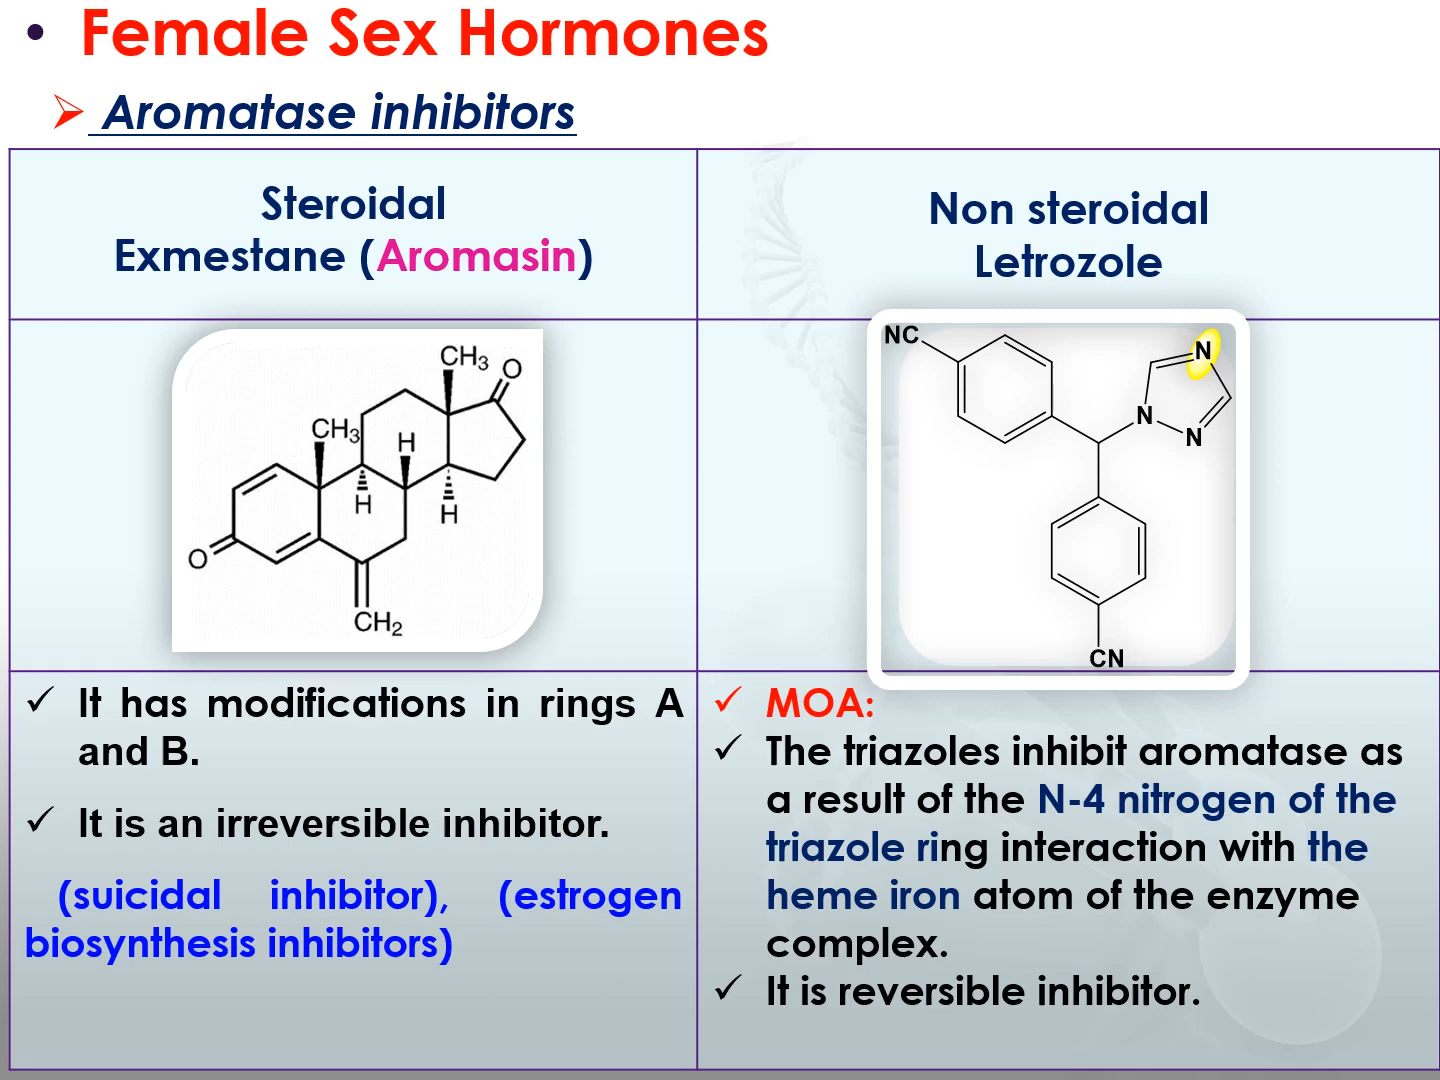 • Female Sex Hormones
➢ Aromatase inhibitors
Steroidal
Exmestane (Aromasin)
Non steroidal
Letrozole
CH3
O
CH3
H
H
H
O
CH2
NC
N
N
N
CN
✓ It has modifications in rings A
and B.
✓ It is an irreversible inhibitor.
(suicidal inhibitor), (estrogen
biosynthesis inhibitors)
✓ MOA:
✓ The triazoles inhibit aromatase as
a result of the N-4 nitrogen of the
triazole ring interaction with the
heme iron atom of the enzyme
complex.
✓ It is reversible inhibitor.